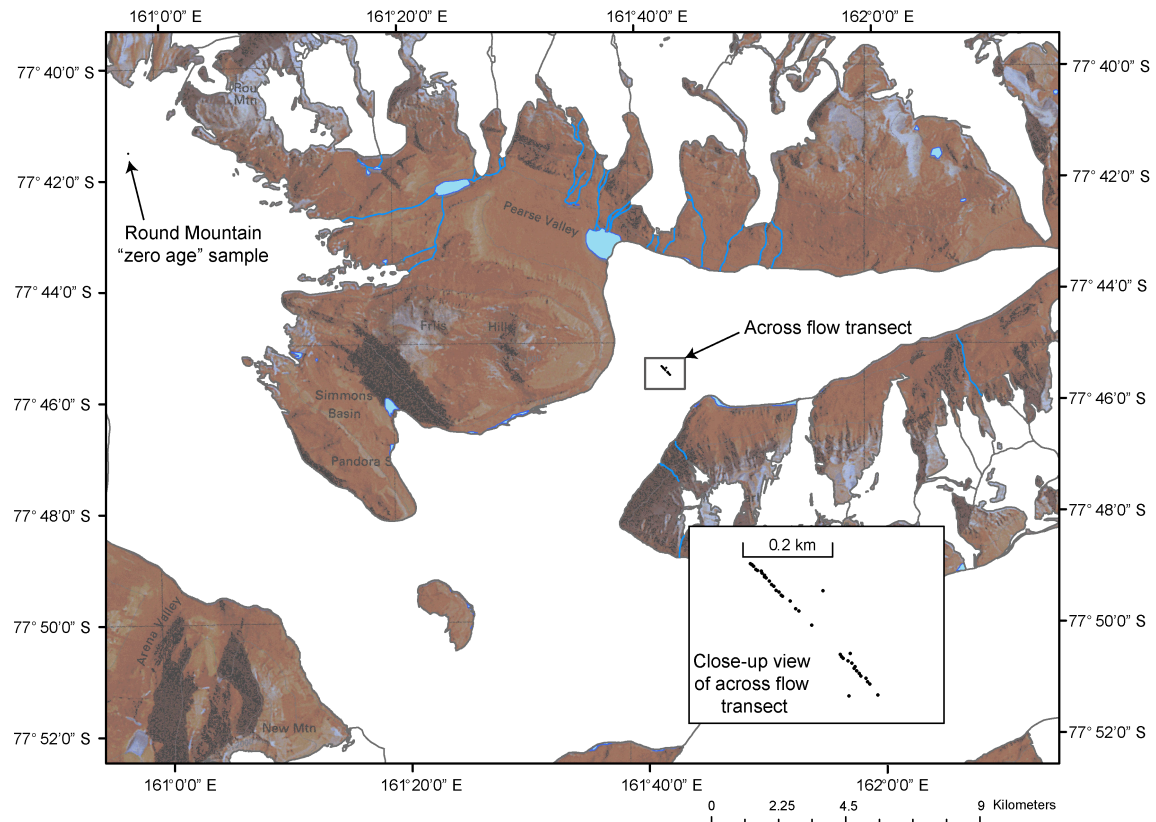 161°0'0" E 161°20'0" E 161°40'0" E 162°0'0" E
77° 40'0" S 77° 40'0" S
Rou
Mtn
77° 42'0" S 77° 42'0" S
Pearse Valley
Round Mountain
“zero age” sample
77° 44'0" S 77° 44'0" S
Friis Hills
Across flow transect
77° 46'0" S 77° 46'0" S
Simmons
Basin
Pandora S
77° 48'0" S 77° 48'0" S
0.2 km
77° 50'0" S 77° 50'0" S
Arena Valley
Close-up view
of across flow
transect
New Mtn
77° 52'0" S 77° 52'0" S
161°0'0" E 161°20'0" E 161°40'0" E 162°0'0" E
0 2.25 4.5 9 Kilometers